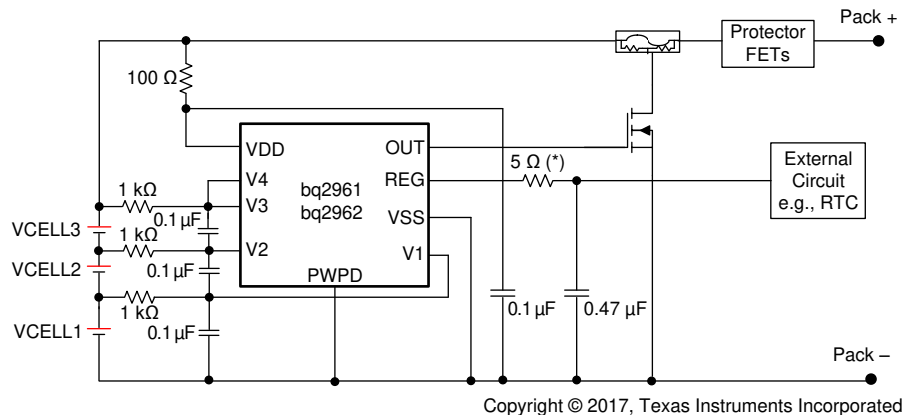 Pack +
Protector
FETs
100 Ω
VDD
OUT
5 Ω (*)
External
Circuit
e.g., RTC
V4
REG
1 kΩ
bq2961
bq2962
V3
0.1 µF
VSS
VCELL3
1 kΩ
V2
V1
0.1 µF
VCELL2
PWPD
1 kΩ
0.1 µF
0.47 µF
VCELL1
0.1 µF
Pack –
Copyright © 2017, Texas Instruments Incorporated